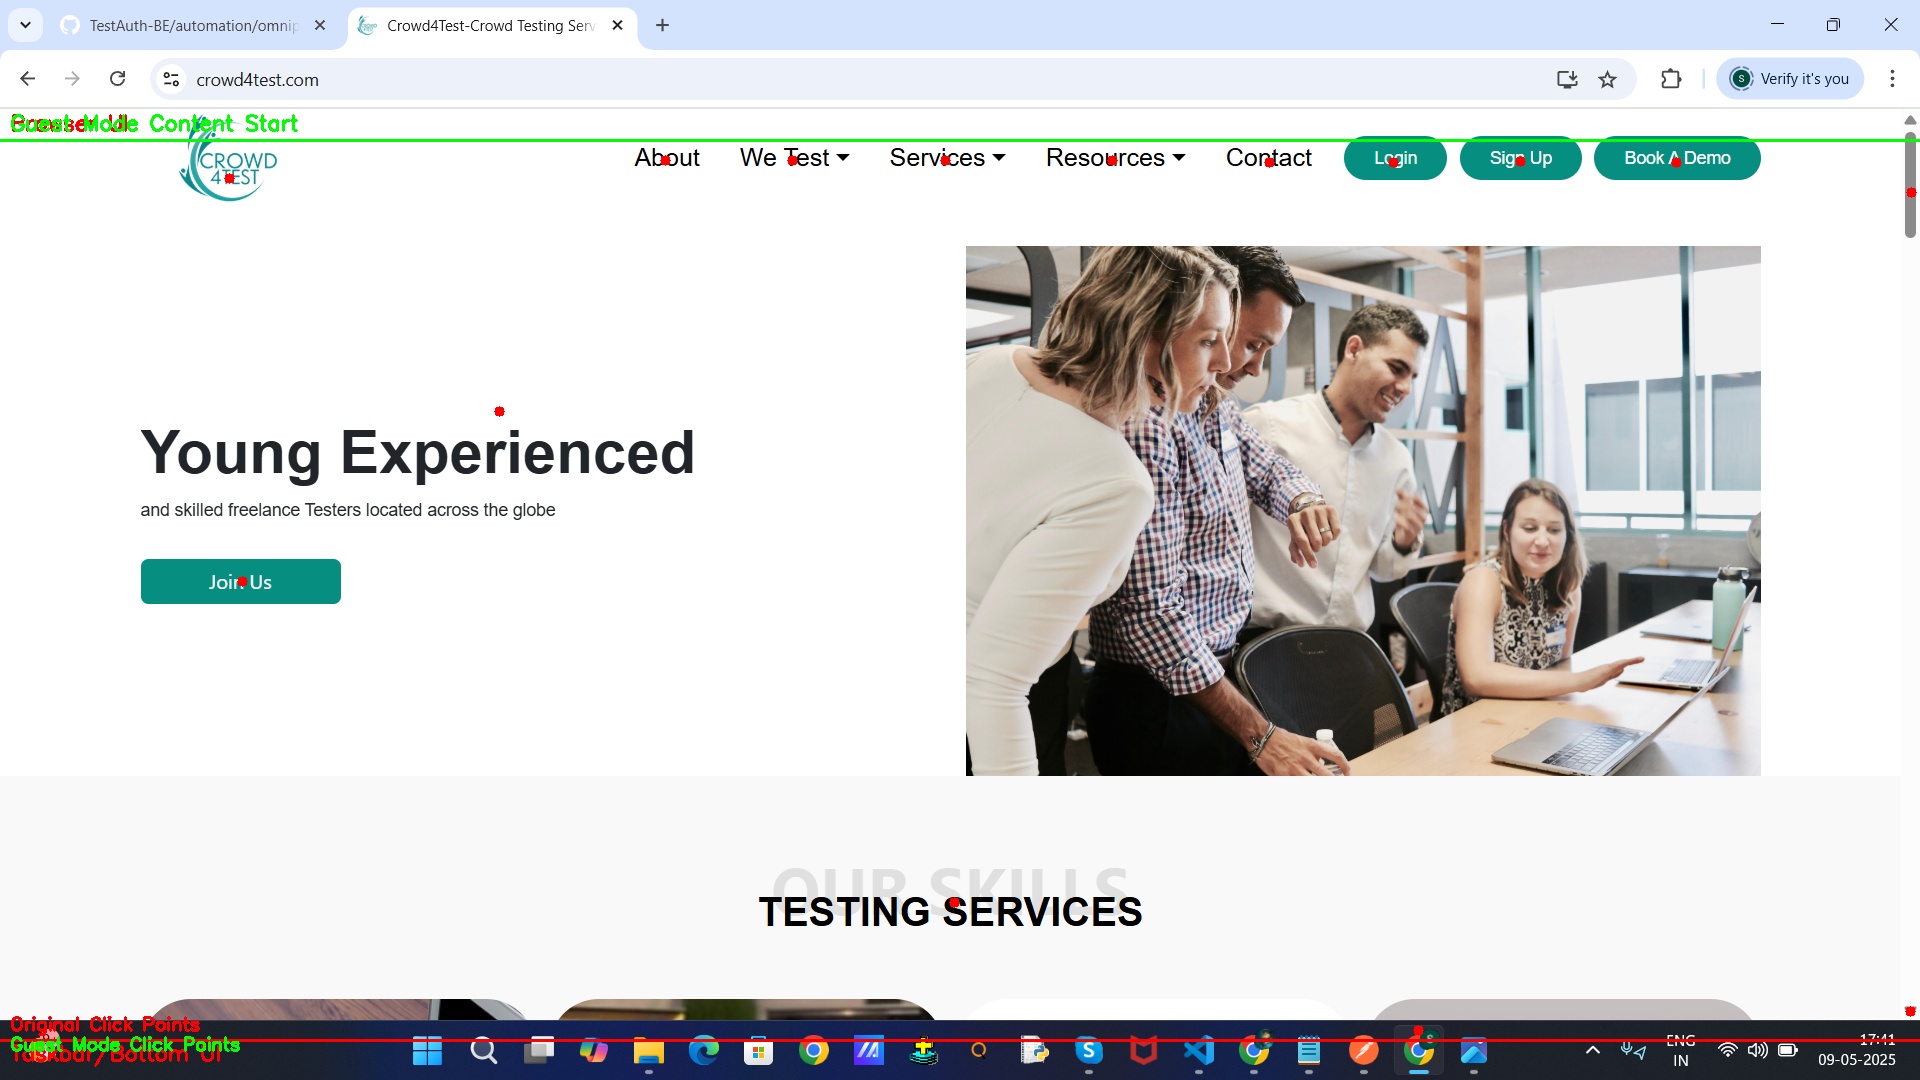 TestAuth-BE/automation/omnip
Crowd4Test-Crowd Testing Serv
crowd4test.com
S
Verify it's you
Browser UI
Guest Mode Content Start
CROWD
4TEST
About
We Test
Services
Resources
Contact
Login
Sign Up
Book A Demo
Young Experienced
and skilled freelance Testers located across the globe
Join Us
OUR SKILLS
TESTING SERVICES
Original Click Points
Guest Mode Click Points
Taskbar/Bottom UI
ENG
IN
17:41
09-05-2025